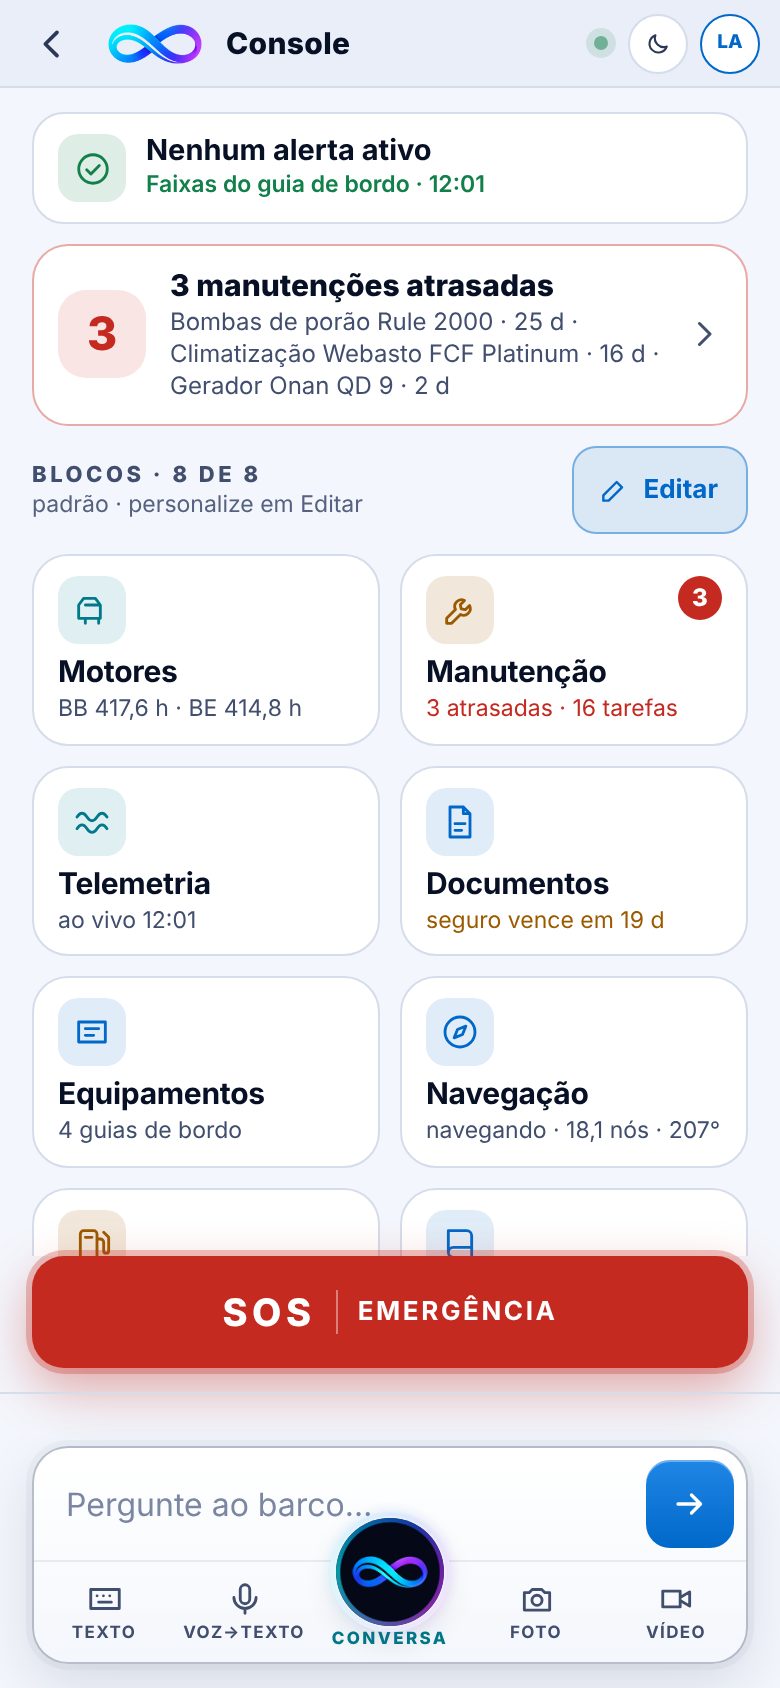 Console
LA
Nenhum alerta ativo
Faixas do guia de bordo · 12:01
3
3 manutenções atrasadas
Bombas de porão Rule 2000 · 25 d ·
Climatização Webasto FCF Platinum · 16 d ·
Gerador Onan QD 9 · 2 d
BLOCOS · 8 DE 8
padrão · personalize em Editar
Editar
Motores
BB 417,6 h · BE 414,8 h
3
Manutenção
3 atrasadas · 16 tarefas
Telemetria
ao vivo 12:01
Documentos
seguro vence em 19 d
Equipamentos
4 guias de bordo
Navegação
navegando · 18,1 nós · 207°
SOS EMERGÊNCIA
Pergunte ao barco...
TEXTO
VOZ→TEXTO
CONVERSA
FOTO
VÍDEO